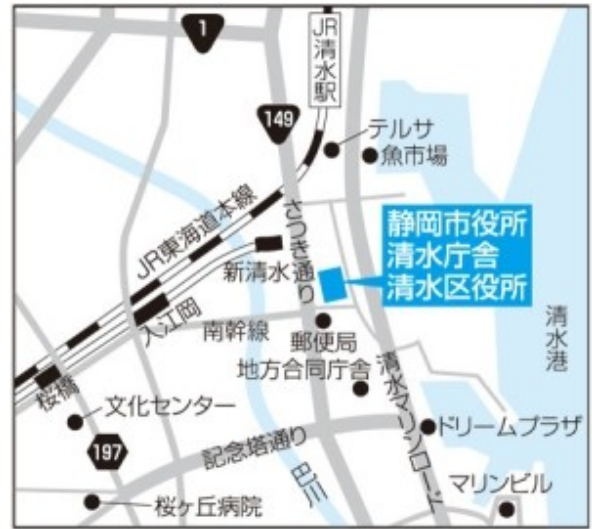 1
JR清水駅
149
テルサ
魚市場
JR東海道本線
さつき通り
静岡市役所
清水庁舎
清水区役所
新清水
入江岡
南幹線
郵便局
清水港
地方合同庁舎
清水マリンロード
桜橋
文化センター
197
記念塔通り
巴川
ドリームプラザ
桜ヶ丘病院
マリンビル